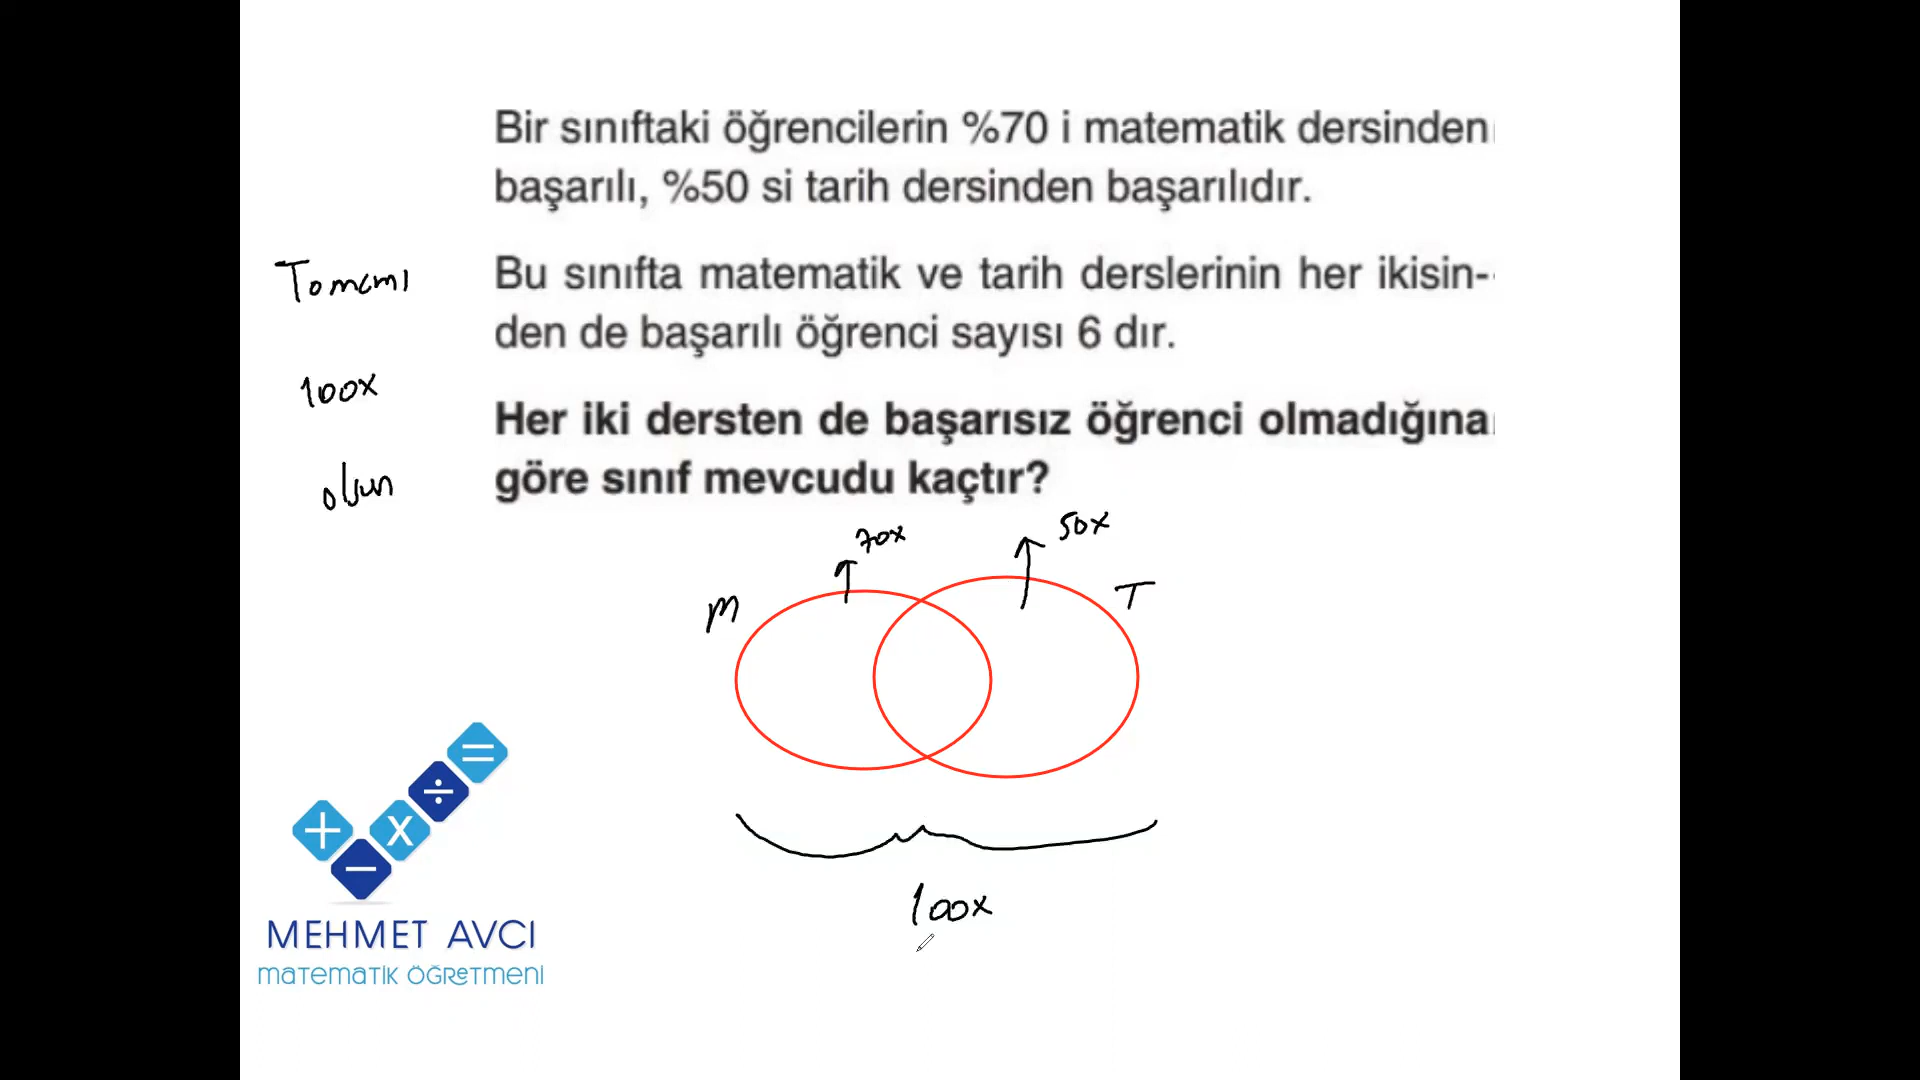 Bir sınıftaki öğrencilerin %70 i matematik dersinden
başarılı, %50 si tarih dersinden başarılıdır.
Bu sınıfta matematik ve tarih derslerinin her ikisin-
den de başarılı öğrenci sayısı 6 dır.
Her iki dersten de başarısız öğrenci olmadığına
göre sınıf mevcudu kaçtır?
Tamamı
100x
olsun
70x
50x
M
T
100x
+ - x ÷ =
MEHMET AVCI
matematik öğretmeni